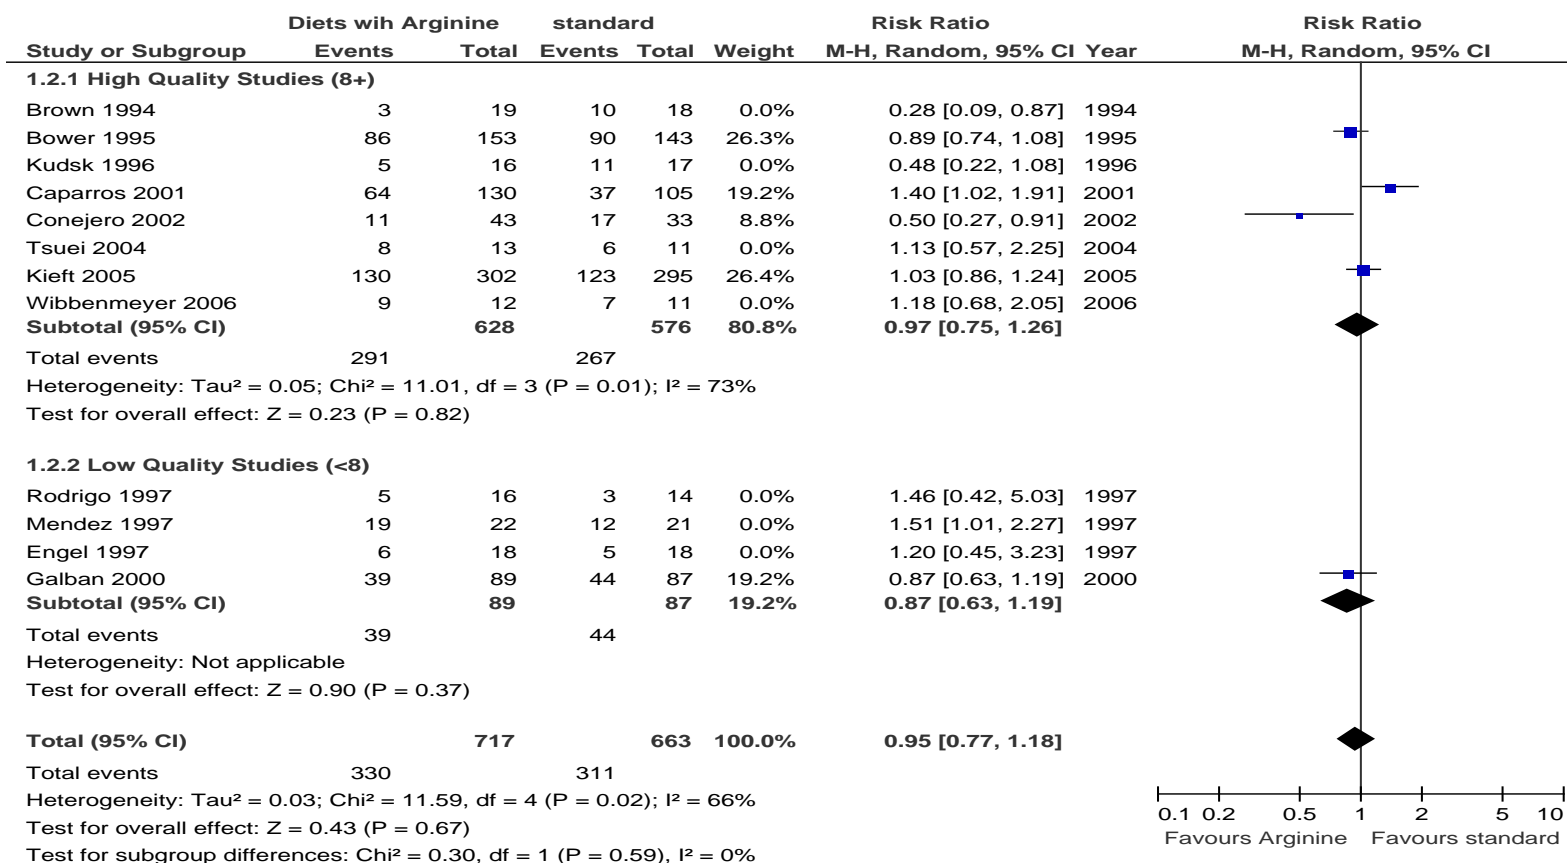 Diets wih Arginine standard Risk Ratio Risk Ratio
Study or Subgroup Events Total Events Total Weight M-H, Random, 95% CI Year M-H, Random, 95% CI
1.2.1 High Quality Studies (8+)
Brown 1994 3 19 10 18 0.0% 0.28 [0.09, 0.87] 1994
Bower 1995 86 153 90 143 26.3% 0.89 [0.74, 1.08] 1995
Kudsk 1996 5 16 11 17 0.0% 0.48 [0.22, 1.08] 1996
Caparros 2001 64 130 37 105 19.2% 1.40 [1.02, 1.91] 2001
Conejero 2002 11 43 17 33 8.8% 0.50 [0.27, 0.91] 2002
Tsuei 2004 8 13 6 11 0.0% 1.13 [0.57, 2.25] 2004
Kieft 2005 130 302 123 295 26.4% 1.03 [0.86, 1.24] 2005
Wibbenmeyer 2006 9 12 7 11 0.0% 1.18 [0.68, 2.05] 2006
Subtotal (95% CI) 628 576 80.8% 0.97 [0.75, 1.26]
Total events 291 267
Heterogeneity: Tau² = 0.05; Chi² = 11.01, df = 3 (P = 0.01); I² = 73%
Test for overall effect: Z = 0.23 (P = 0.82)
1.2.2 Low Quality Studies (<8)
Rodrigo 1997 5 16 3 14 0.0% 1.46 [0.42, 5.03] 1997
Mendez 1997 19 22 12 21 0.0% 1.51 [1.01, 2.27] 1997
Engel 1997 6 18 5 18 0.0% 1.20 [0.45, 3.23] 1997
Galban 2000 39 89 44 87 19.2% 0.87 [0.63, 1.19] 2000
Subtotal (95% CI) 89 87 19.2% 0.87 [0.63, 1.19]
Total events 39 44
Heterogeneity: Not applicable
Test for overall effect: Z = 0.90 (P = 0.37)
Total (95% CI) 717 663 100.0% 0.95 [0.77, 1.18]
Total events 330 311
Heterogeneity: Tau² = 0.03; Chi² = 11.59, df = 4 (P = 0.02); I² = 66%
Test for overall effect: Z = 0.43 (P = 0.67)
Test for subgroup differences: Chi² = 0.30, df = 1 (P = 0.59), I² = 0%
0.1 0.2 0.5 1 2 5 10
Favours Arginine Favours standard